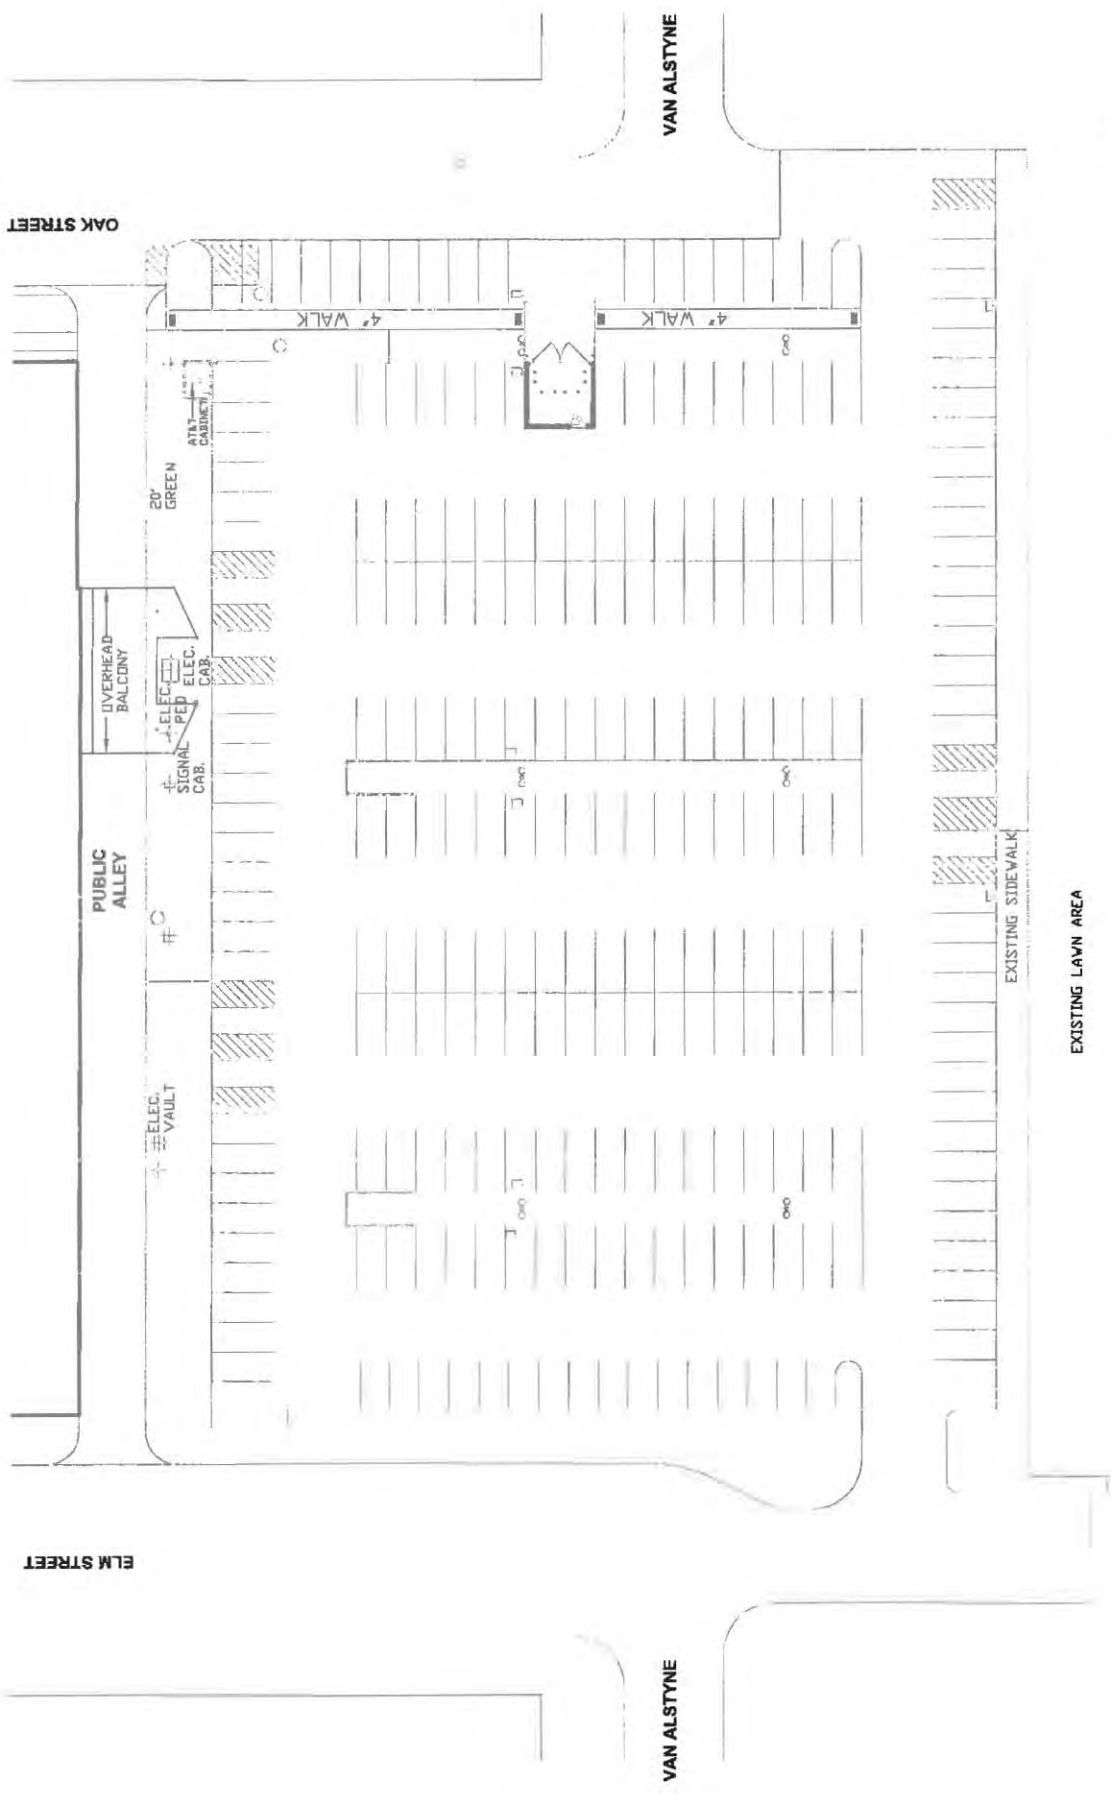 VAN ALSTYNE
OAK STREET
4" WALK
4" WALK
AT&T
CABINET
20'
GREEN
OVERHEAD
BALCONY
ELEC.
PED
ELEC.
CAB.
SIGNAL
CAB.
PUBLIC
ALLEY
EXISTING SIDEWALK
EXISTING LAWN AREA
ELEC.
VAULT
ELM STREET
VAN ALSTYNE